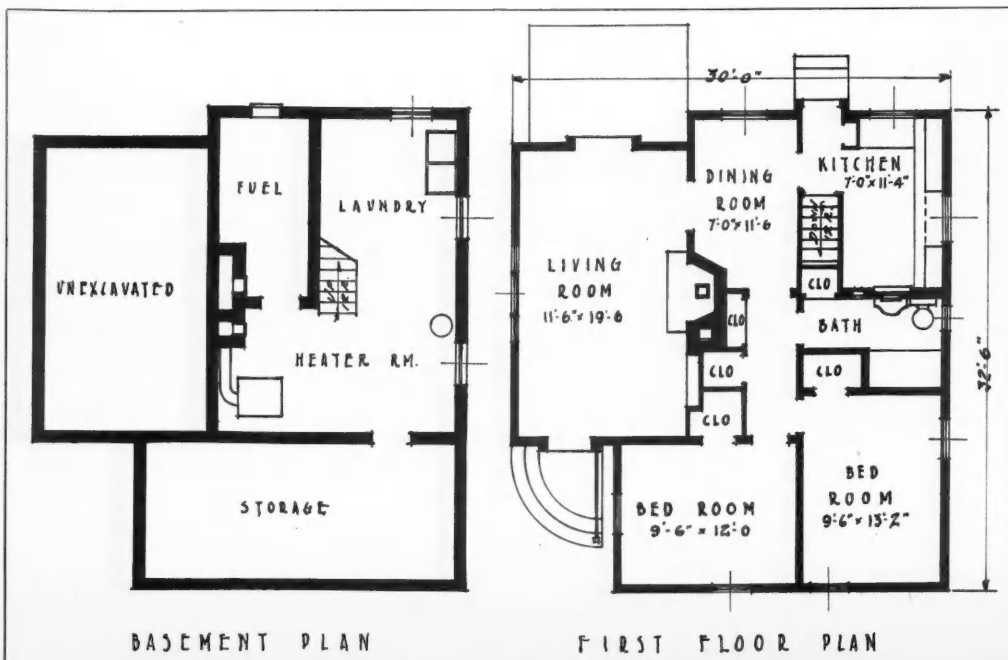 BASEMENT PLAN
FUEL
LAUNDRY
UNEXCAVATED
UP
HEATER RM.
STORAGE
FIRST FLOOR PLAN
30'-0"
32'-6"
DINING
ROOM
7'-0" x 11'-6
KITCHEN
7'-0" x 11'-4"
DOWN
LIVING
ROOM
11'-6" x 19'-6
CLO
CLO
BATH
CLO
CLO
CLO
BED ROOM
9'-6" x 12'-0
BED
ROOM
9'-6" x 13'-2"